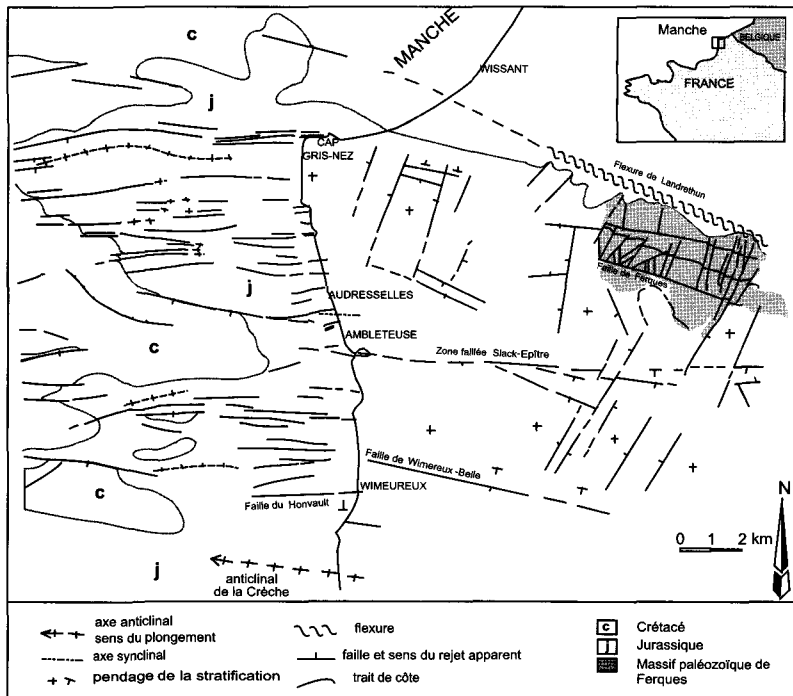 c
MANCHE
WISSANT
Manche
BELGIQUE
FRANCE
j
CAP
GRIS-NEZ
Flexure de Landrethun
Faille de Ferques
j
AUDRESSELLES
AMBLETEUSE
c
Zone faillée Slack-Epître
Faille de Wimereux-Belle
WIMEUREUX
c
Faille du Honvault
N
0 1 2 km
j
anticlinal
de la Crèche
axe anticlinal
sens du plongement
axe synclinal
pendage de la stratification
flexure
faille et sens du rejet apparent
trait de côte
c Crétacé
j Jurassique
Massif paléozoïque de
Ferques